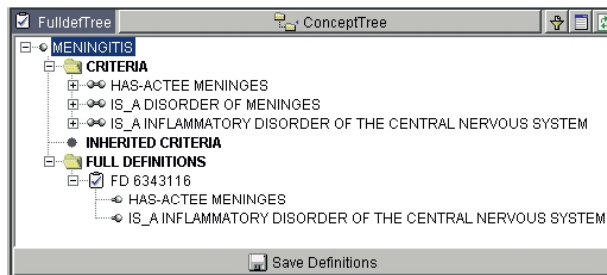 FulldefTree
ConceptTree
MENINGITIS
CRITERIA
HAS-ACTEE MENINGES
IS_A DISORDER OF MENINGES
IS_A INFLAMMATORY DISORDER OF THE CENTRAL NERVOUS SYSTEM
INHERITED CRITERIA
FULL DEFINITIONS
FD 6343116
HAS-ACTEE MENINGES
IS_A INFLAMMATORY DISORDER OF THE CENTRAL NERVOUS SYSTEM
Save Definitions